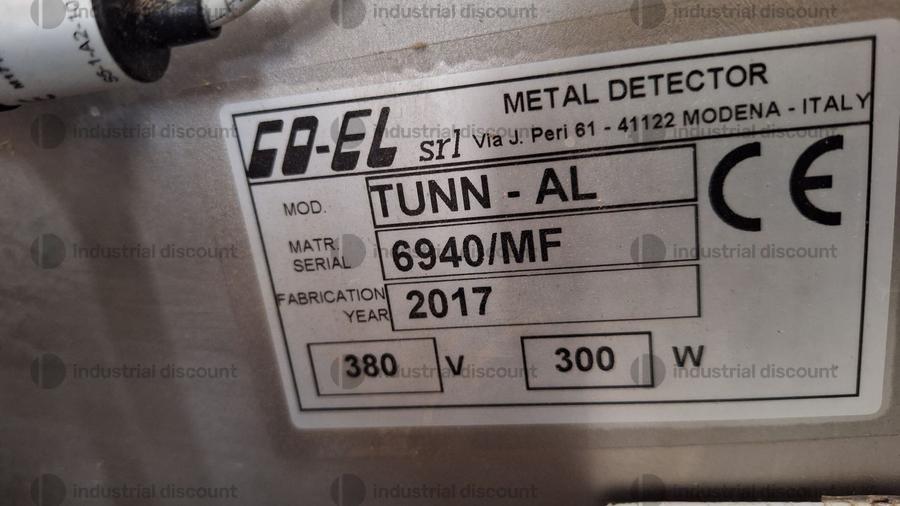 METAL DETECTOR
CO-EL srl Via J. Peri 61 - 41122 MODENA - ITALY
MOD. TUNN - AL
MATR. SERIAL 6940/MF
FABRICATION YEAR 2017
380 V 300 W
industrial discount